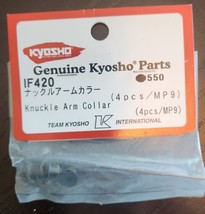 KYOSHO
Genuine Kyosho® Parts
IF420
550
ナックルアームカラー
(4pcs/MP9)
Knuckle Arm Collar
(4pcs/MP9)
TEAM KYOSHO K INTERNATIONAL